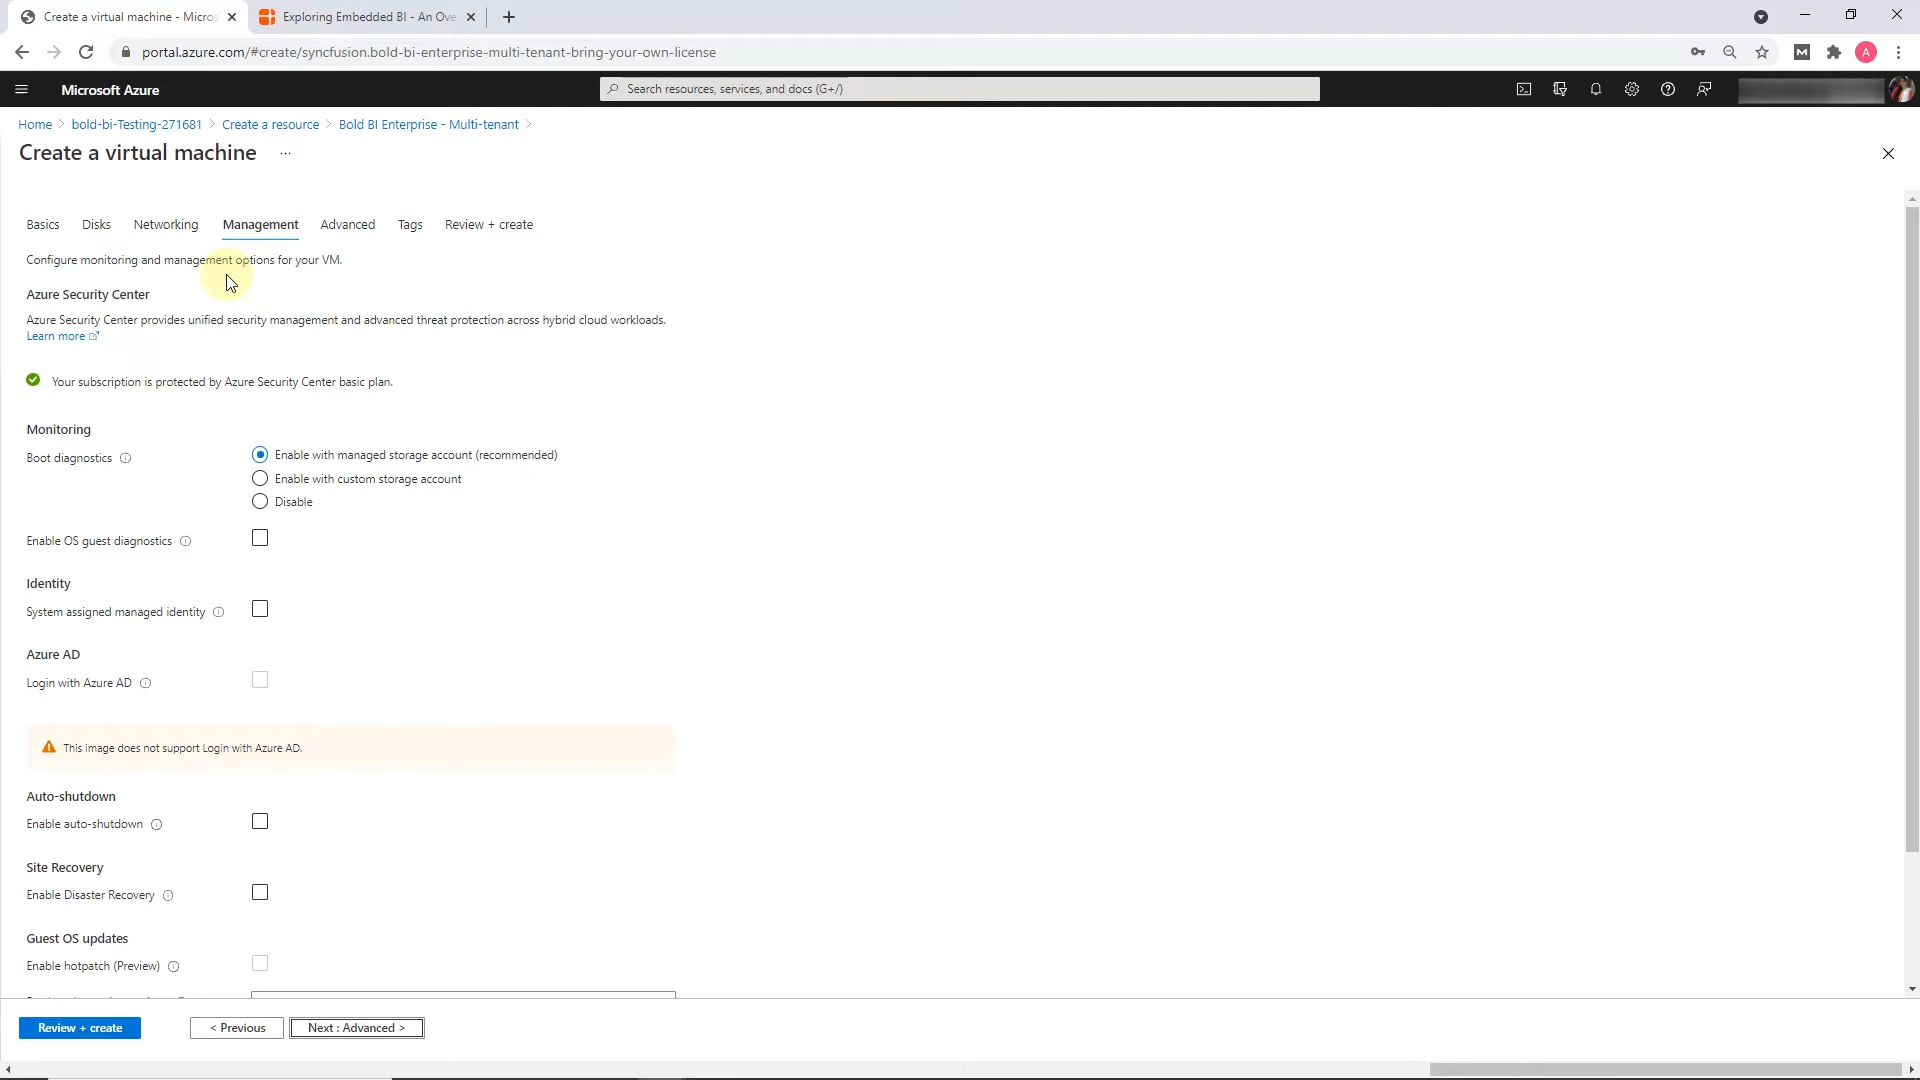 Create a virtual machine - Micros
Exploring Embedded BI - An Ove
portal.azure.com/#create/syncfusion.bold-bi-enterprise-multi-tenant-bring-your-own-license
M
A
Microsoft Azure
Search resources, services, and docs (G+/)
Home > bold-bi-Testing-271681 > Create a resource > Bold BI Enterprise - Multi-tenant >
Create a virtual machine ...
Basics Disks Networking Management Advanced Tags Review + create
Configure monitoring and management options for your VM.
Azure Security Center
Azure Security Center provides unified security management and advanced threat protection across hybrid cloud workloads.
Learn more
Your subscription is protected by Azure Security Center basic plan.
Monitoring
Boot diagnostics
Enable with managed storage account (recommended)
Enable with custom storage account
Disable
Enable OS guest diagnostics
Identity
System assigned managed identity
Azure AD
Login with Azure AD
This image does not support Login with Azure AD.
Auto-shutdown
Enable auto-shutdown
Site Recovery
Enable Disaster Recovery
Guest OS updates
Enable hotpatch (Preview)
Review + create
< Previous
Next : Advanced >